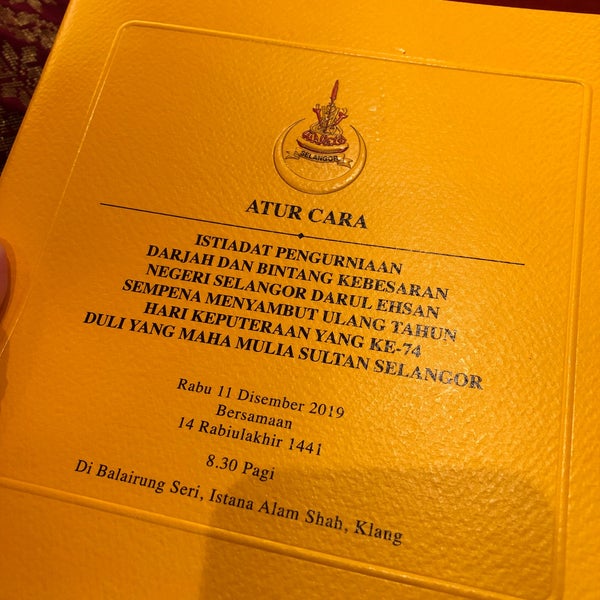 SELANGOR
ATUR CARA
ISTIADAT PENGURNIAAN
DARJAH DAN BINTANG KEBESARAN
NEGERI SELANGOR DARUL EHSAN
SEMPENA MENYAMBUT ULANG TAHUN
HARI KEPUTERAAN YANG KE-74
DULI YANG MAHA MULIA SULTAN SELANGOR
Rabu 11 Disember 2019
Bersamaan
14 Rabiulakhir 1441
8.30 Pagi
Di Balairung Seri, Istana Alam Shah, Klang